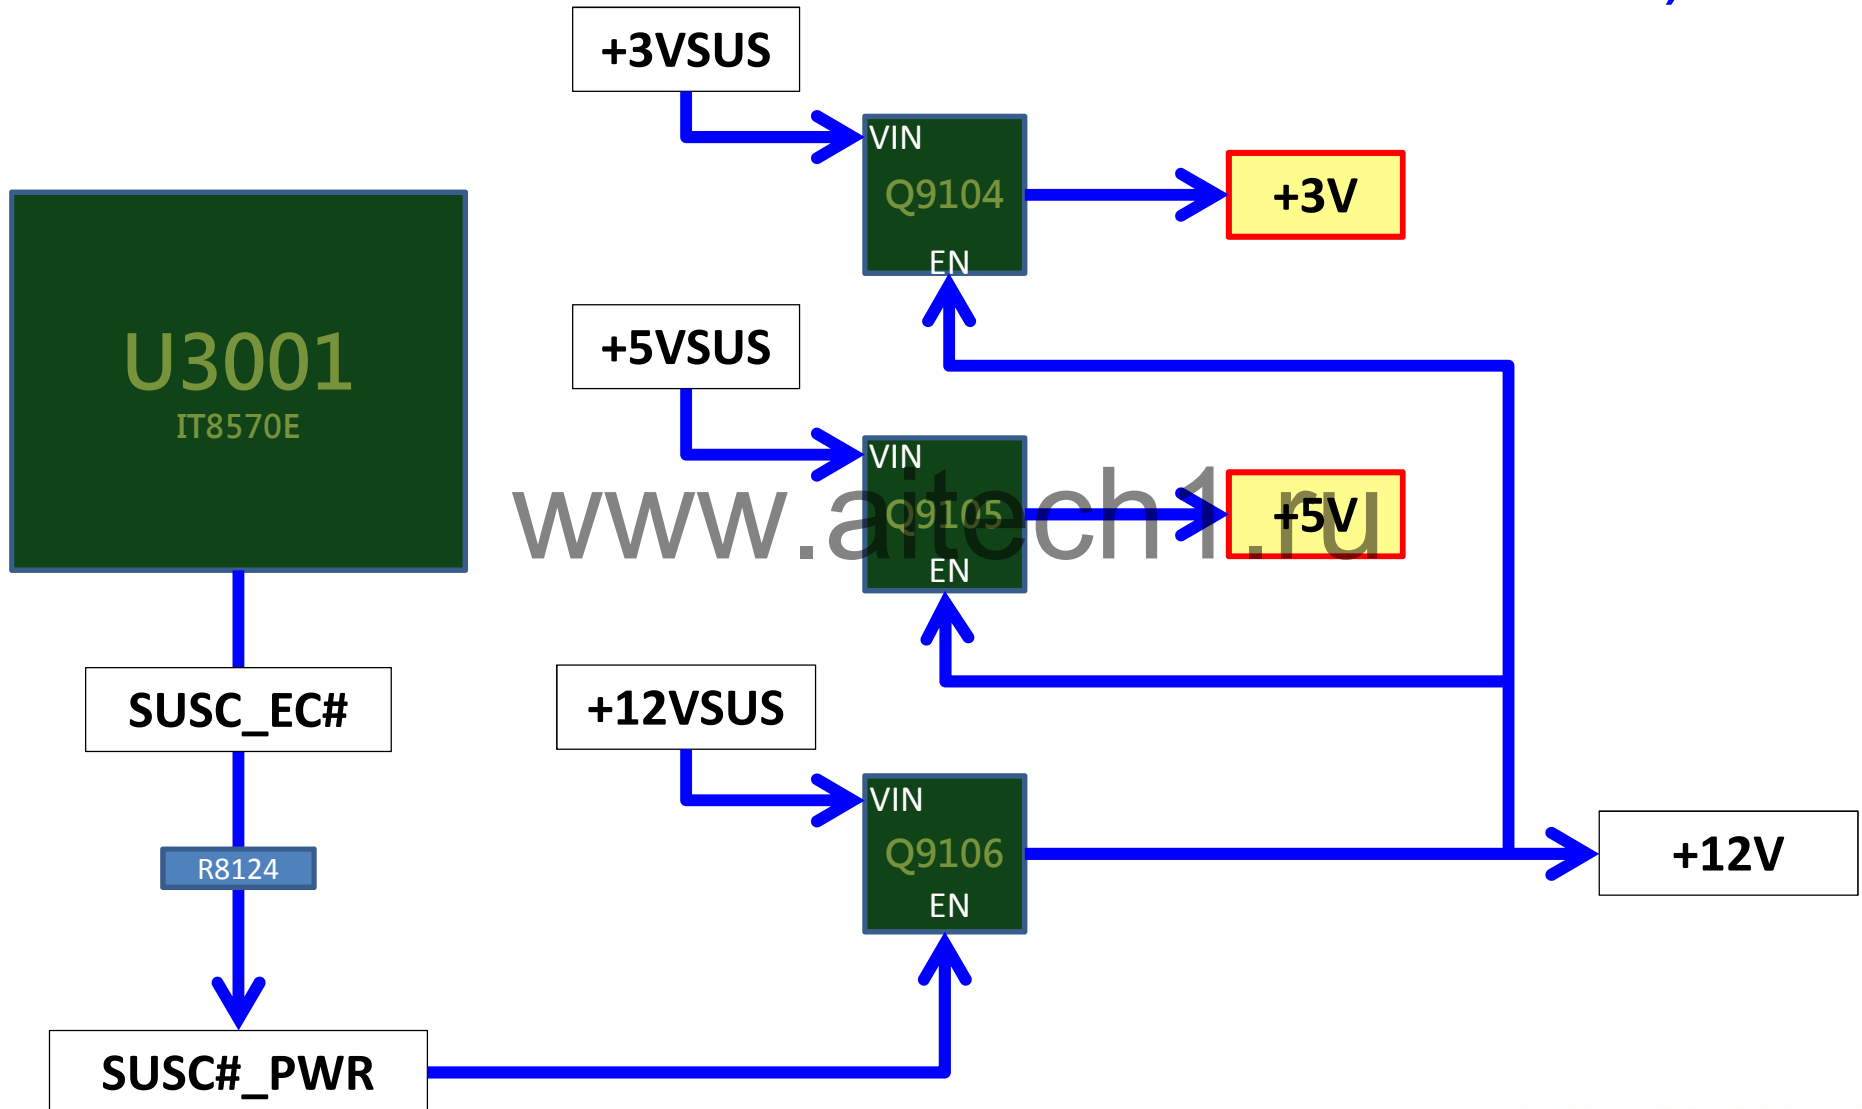 +3VSUS
VIN
Q9104
EN
+3V
U3001
IT8570E
+5VSUS
VIN
Q9105
EN
+5V
www.aitech1.ru
SUSC_EC#
+12VSUS
VIN
Q9106
EN
+12V
R8124
SUSC#_PWR